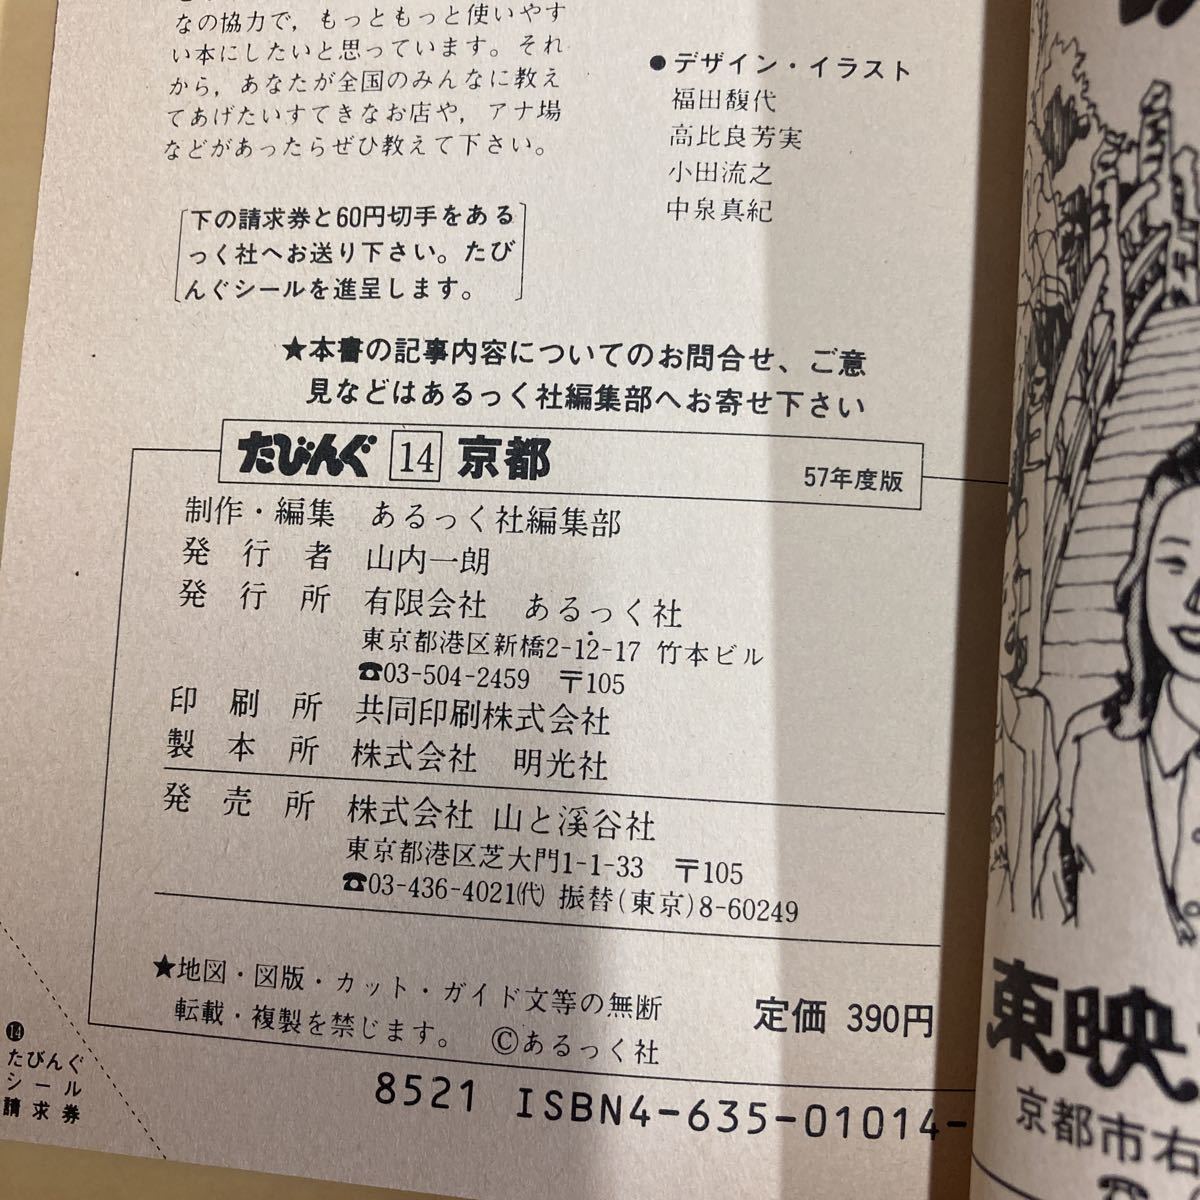 なの協力で，もっともっと使いやす
い本にしたいと思っています。それ
から，あなたが全国のみんなに教え
てあげたいすてきなお店や，アナ場
などがあったらぜひ教えて下さい。
下の請求券と60円切手をある
っく社へお送り下さい。たび
んぐシールを進呈します。
●デザイン・イラスト
福田馥代
高比良芳実
小田流之
中泉真紀
★本書の記事内容についてのお問合せ、ご意
見などはあるっく社編集部へお寄せ下さい
たびんぐ 14 京都 57年度版
制作・編集 あるっく社編集部
発行者 山内一朗
発行所 有限会社 あるっく社
東京都港区新橋2-12-17 竹本ビル
☎03-504-2459 〒105
印刷所 共同印刷株式会社
製本所 株式会社 明光社
発売所 株式会社 山と溪谷社
東京都港区芝大門1-1-33 〒105
☎03-436-4021(代) 振替(東京)8-60249
★地図・図版・カット・ガイド文等の無断
転載・複製を禁じます。 ©あるっく社
定価 390円
8521 ISBN4-635-01014-
⓮
たびんぐ
シール
請求券
東映
京都市右